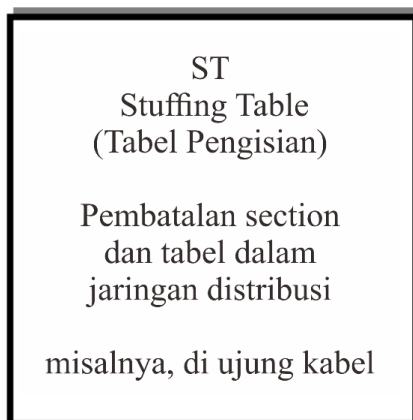 ST
Stuffing Table
(Tabel Pengisian)
Pembatalan section
dan tabel dalam
jaringan distribusi
misalnya, di ujung kabel